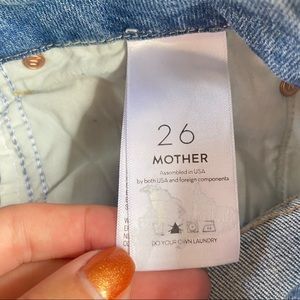 26
MOTHER
Assembled in USA
by both USA and foreign components
DO YOUR OWN LAUNDRY